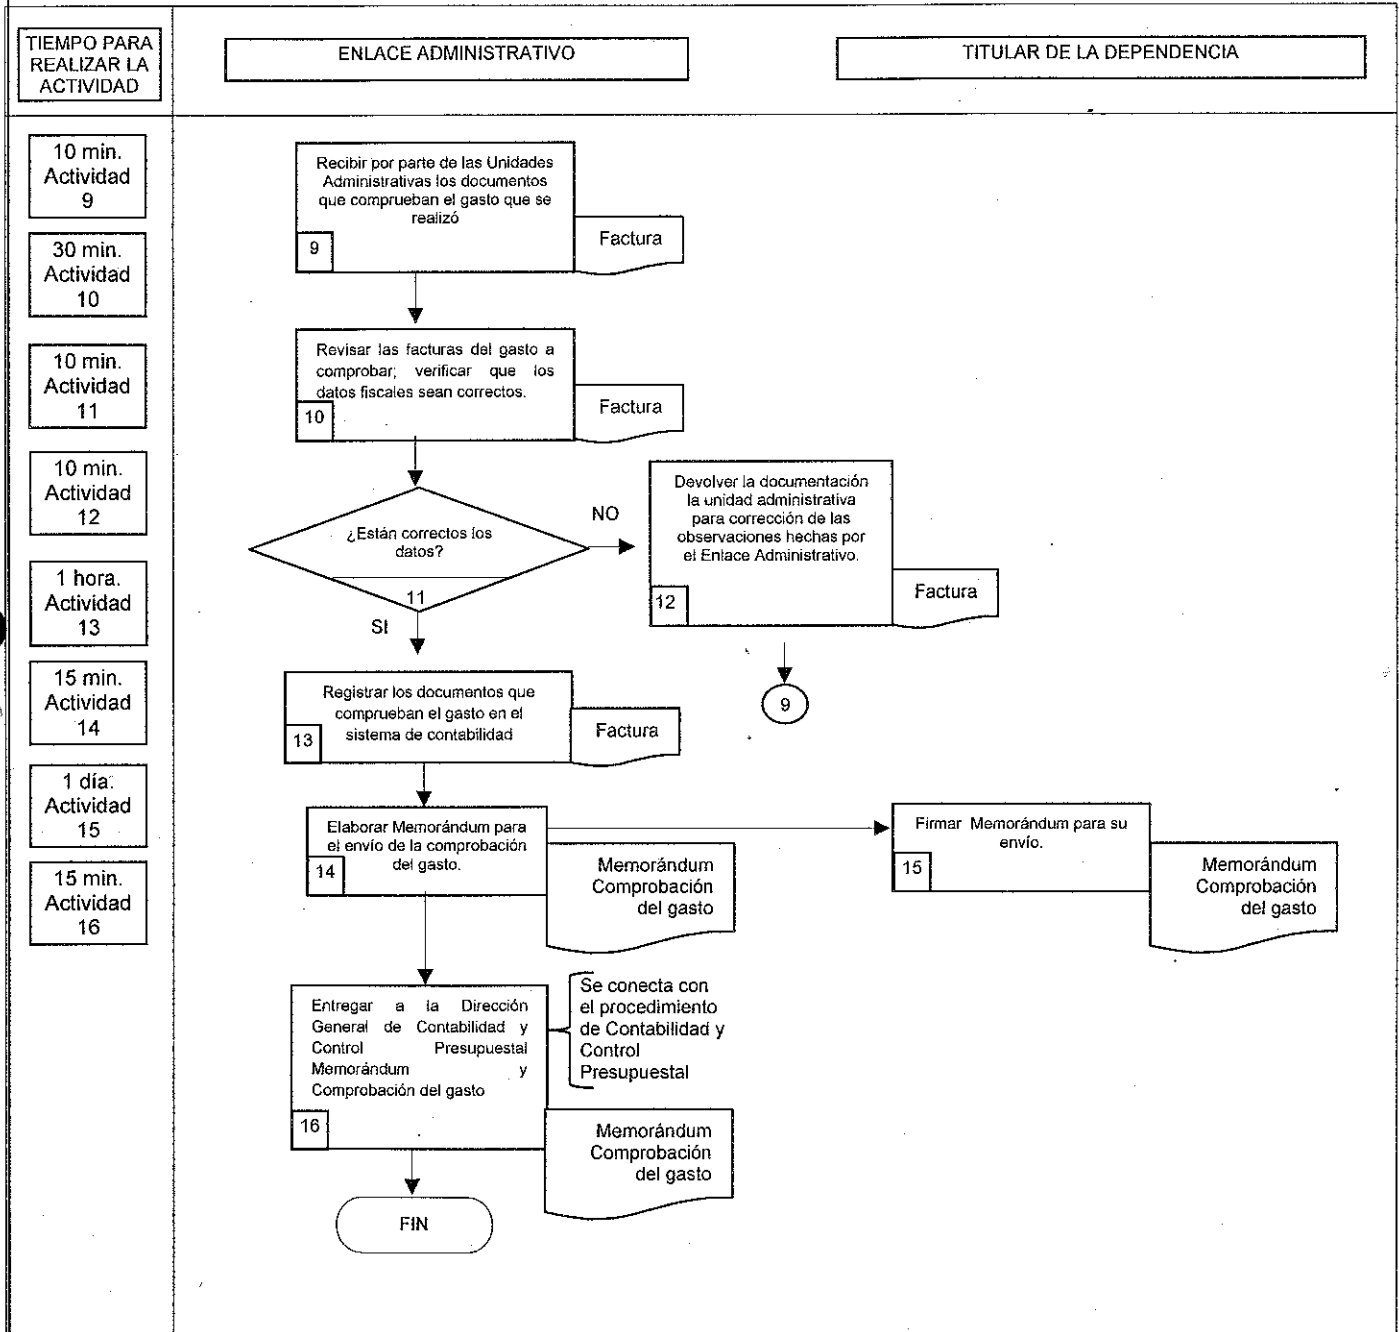 TIEMPO PARA
REALIZAR LA
ACTIVIDAD
ENLACE ADMINISTRATIVO
TITULAR DE LA DEPENDENCIA
10 min.
Actividad
9
30 min.
Actividad
10
10 min.
Actividad
11
10 min.
Actividad
12
1 hora.
Actividad
13
15 min.
Actividad
14
1 día.
Actividad
15
15 min.
Actividad
16
Recibir por parte de las Unidades
Administrativas los documentos
que comprueban el gasto que se
realizó
9
Factura
Revisar las facturas del gasto a
comprobar; verificar que los
datos fiscales sean correctos.
10
Factura
¿Están correctos los
datos?
11
NO
SI
Devolver la documentación
la unidad administrativa
para corrección de las
observaciones hechas por
el Enlace Administrativo.
12
Factura
9
Registrar los documentos que
comprueban el gasto en el
sistema de contabilidad
13
Factura
Elaborar Memorándum para
el envío de la comprobación
del gasto.
14
Memorándum
Comprobación
del gasto
Firmar Memorándum para su
envío.
15
Memorándum
Comprobación
del gasto
Entregar a la Dirección
General de Contabilidad y
Control Presupuestal
Memorándum y
Comprobación del gasto
16
Se conecta con
el procedimiento
de Contabilidad y
Control
Presupuestal
Memorándum
Comprobación
del gasto
FIN